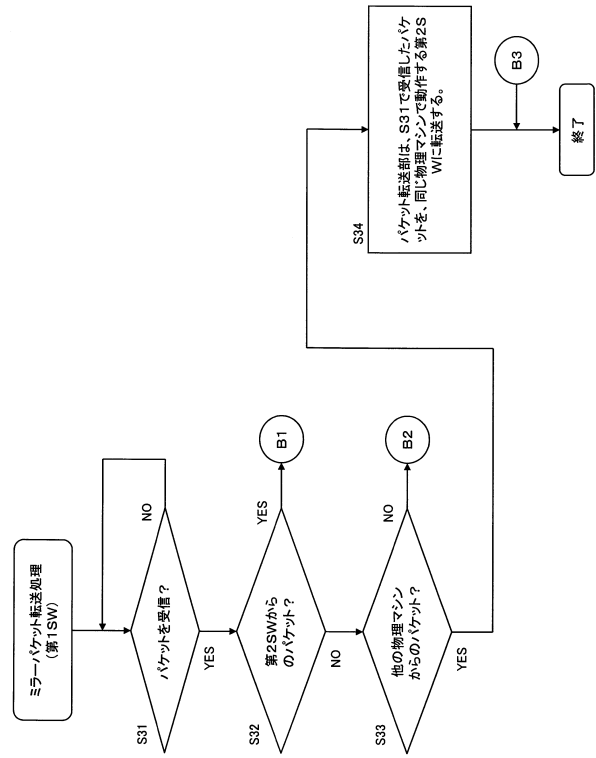 ミラーパケット転送処理
（第１ＳＷ）
S31
パケットを受信？
NO
YES
S32
第２ＳＷから
のパケット？
YES
B1
NO
S33
他の物理マシン
からのパケット？
NO
B2
YES
S34
パケット転送部は、Ｓ３１で受信したパケ
ットを、同じ物理マシンで動作する第２Ｓ
Ｗに転送する。
B3
終了